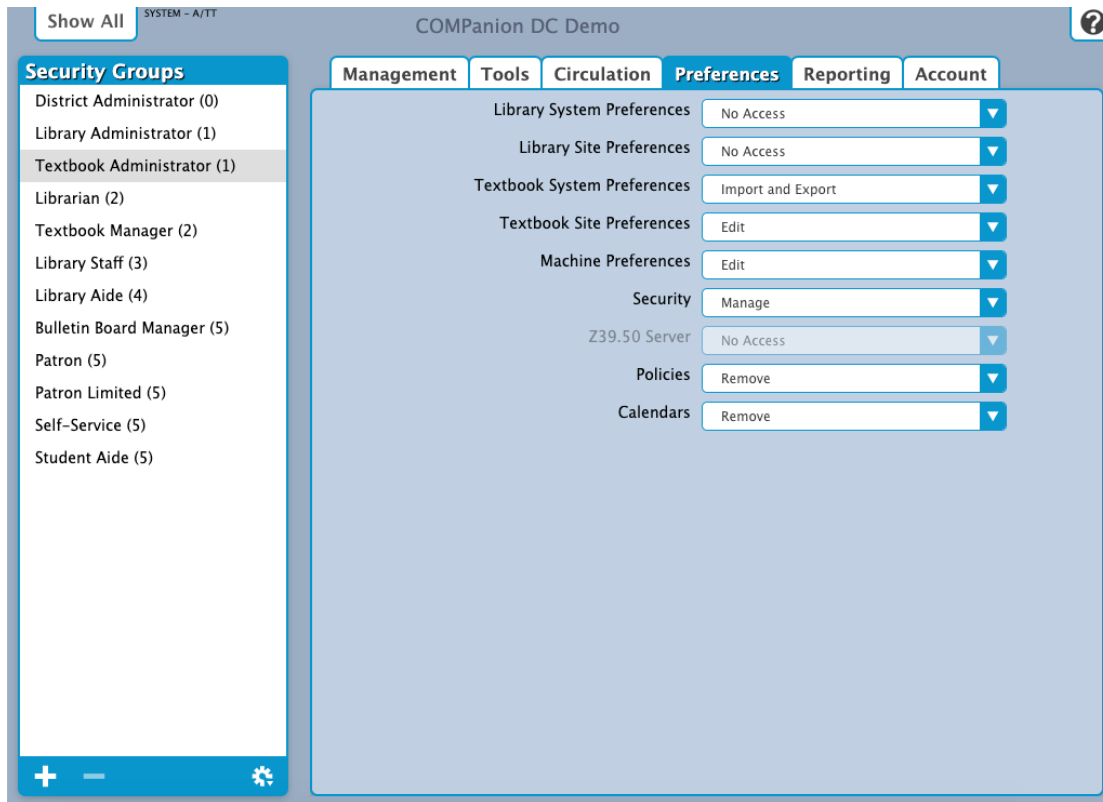 Show All
SYSTEM – A/TT
COMPanion DC Demo
?
Security Groups
District Administrator (0)
Library Administrator (1)
Textbook Administrator (1)
Librarian (2)
Textbook Manager (2)
Library Staff (3)
Library Aide (4)
Bulletin Board Manager (5)
Patron (5)
Patron Limited (5)
Self–Service (5)
Student Aide (5)
Management Tools Circulation Preferences Reporting Account
Library System Preferences No Access
Library Site Preferences No Access
Textbook System Preferences Import and Export
Textbook Site Preferences Edit
Machine Preferences Edit
Security Manage
Z39.50 Server No Access
Policies Remove
Calendars Remove